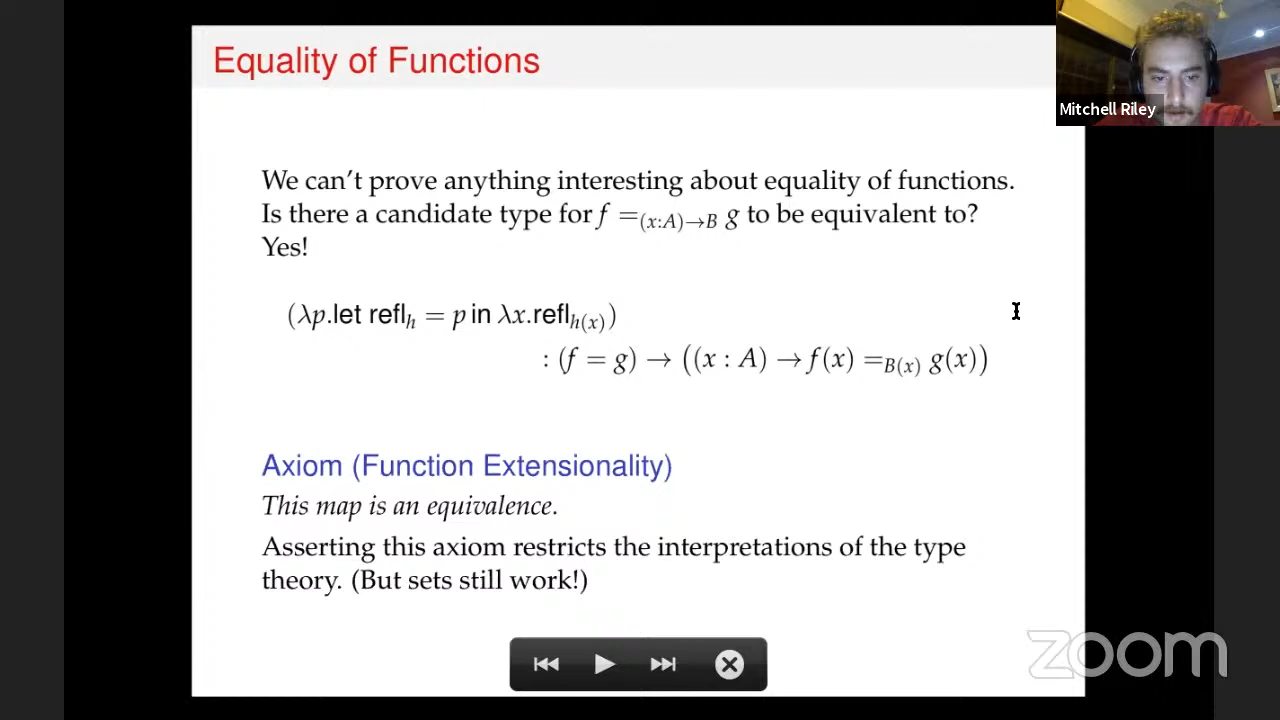 Equality of Functions
Mitchell Riley
We can't prove anything interesting about equality of functions.
Is there a candidate type for f =₍ₓ:A₎→B g to be equivalent to?
Yes!
(λp.let refl_h = p in λx.refl_{h(x)})
: (f = g) → ((x : A) → f(x) =_{B(x)} g(x))
Axiom (Function Extensionality)
This map is an equivalence.
Asserting this axiom restricts the interpretations of the type
theory. (But sets still work!)
zoom